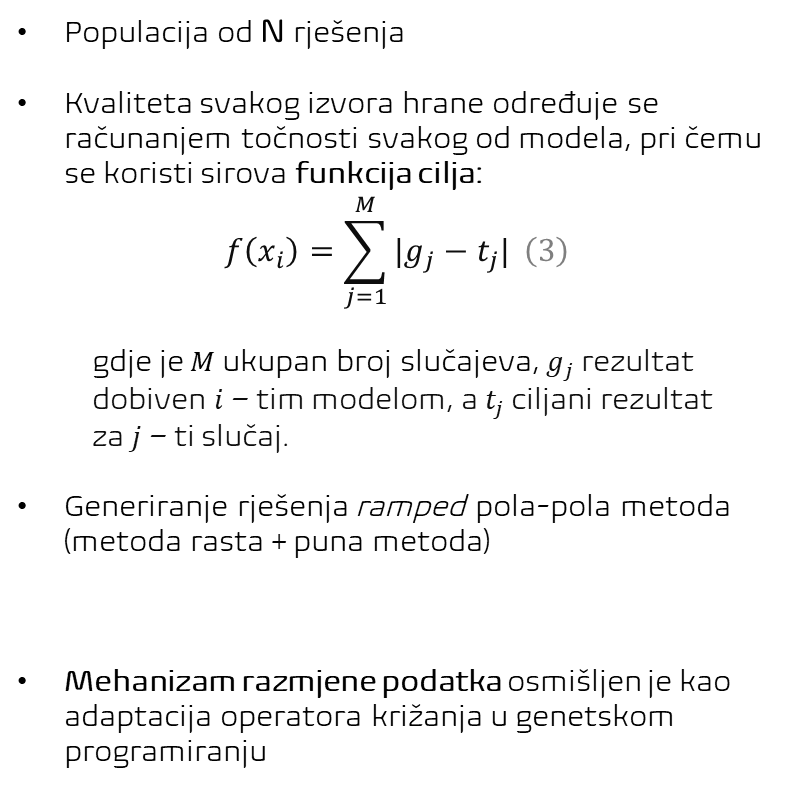 • Populacija od N rješenja
• Kvaliteta svakog izvora hrane određuje se
računanjem točnosti svakog od modela, pri čemu
se koristi sirova funkcija cilja:
f(x_i) = \sum_{j=1}^{M} |g_j − t_j| (3)
gdje je M ukupan broj slučajeva, g_j rezultat
dobiven i – tim modelom, a t_j ciljani rezultat
za j – ti slučaj.
• Generiranje rješenja ramped pola-pola metoda
(metoda rasta + puna metoda)
• Mehanizam razmjene podatka osmišljen je kao
adaptacija operatora križanja u genetskom
programiranju